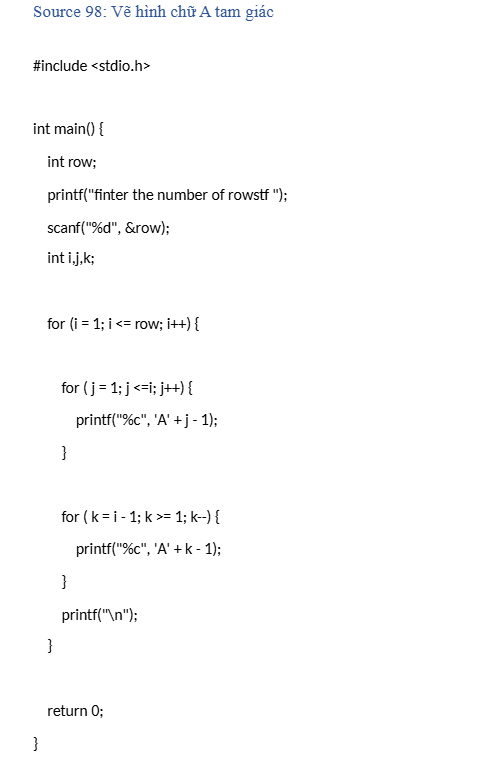 Source 98: Vẽ hình chữ A tam giác
#include <stdio.h>
int main() {
int row;
printf("finter the number of rowstf ");
scanf("%d", &row);
int i,j,k;
for (i = 1; i <= row; i++) {
for ( j = 1; j <=i; j++) {
printf("%c", 'A' + j - 1);
}
for ( k = i - 1; k >= 1; k--) {
printf("%c", 'A' + k - 1);
}
printf("\n");
}
return 0;
}